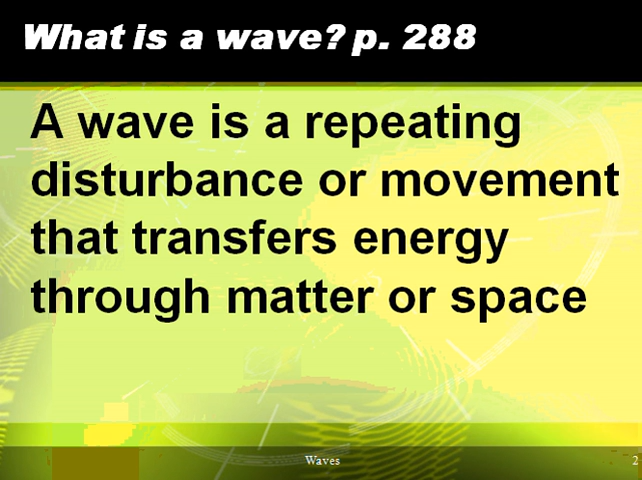 What is a wave? p. 288
A wave is a repeating
disturbance or movement
that transfers energy
through matter or space
Waves
2